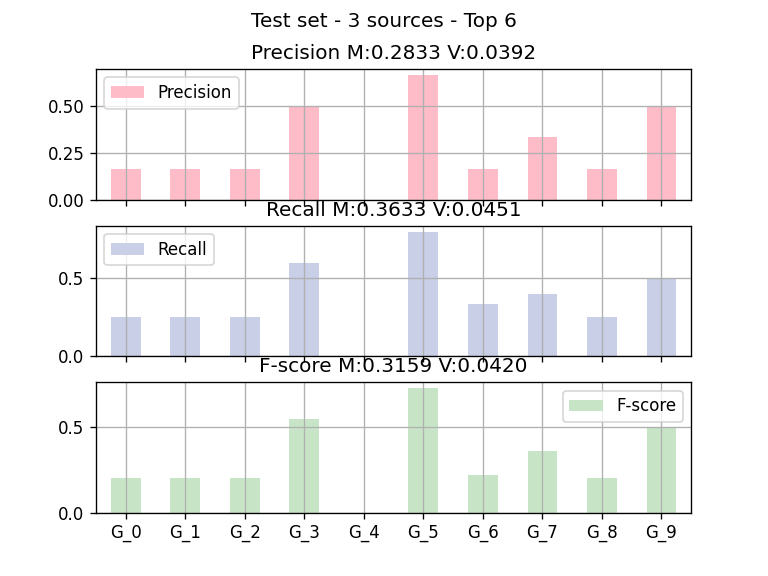 Test set - 3 sources - Top 6
Precision M:0.2833 V:0.0392
Precision
0.50
0.25
0.00
Recall M:0.3633 V:0.0451
Recall
0.5
0.0
F-score M:0.3159 V:0.0420
F-score
0.5
0.0
G_0 G_1 G_2 G_3 G_4 G_5 G_6 G_7 G_8 G_9